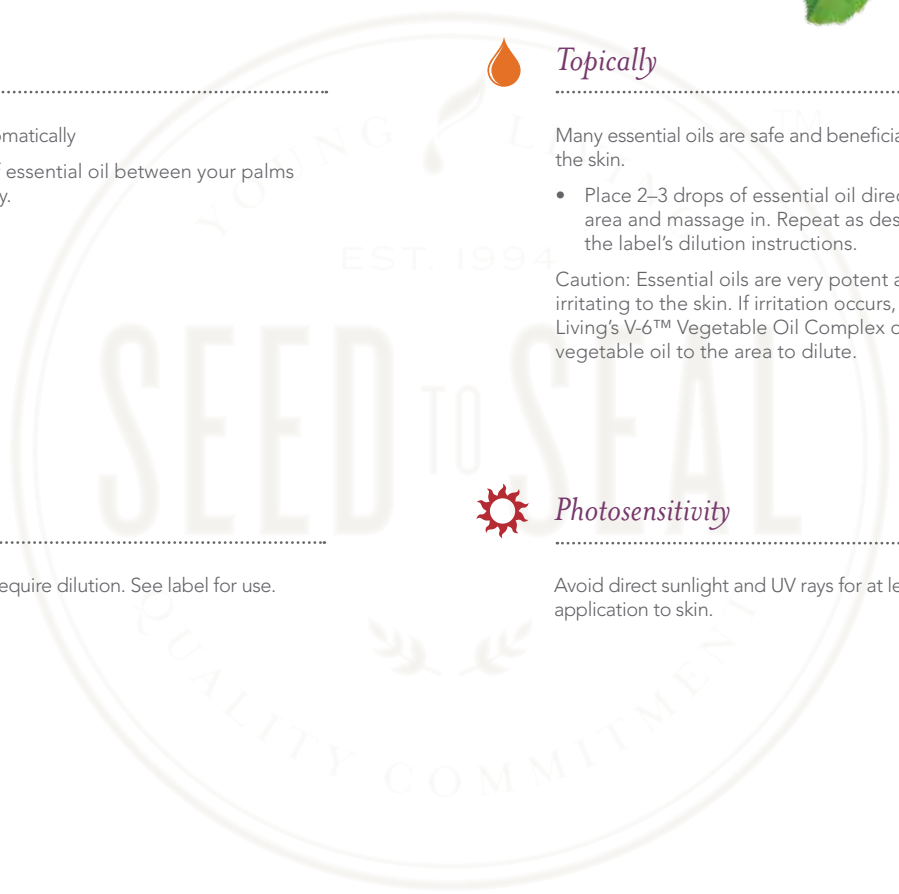 omatically
essential oil between your palms
y.
equire dilution. See label for use.
Topically
Many essential oils are safe and beneficia
the skin.
• Place 2–3 drops of essential oil direc
area and massage in. Repeat as des
the label's dilution instructions.
Caution: Essential oils are very potent a
irritating to the skin. If irritation occurs,
Living's V-6™ Vegetable Oil Complex o
vegetable oil to the area to dilute.
Photosensitivity
Avoid direct sunlight and UV rays for at le
application to skin.
YOUNG LIVING™
EST. 1994
SEED TO SEAL
QUALITY COMMITMENT